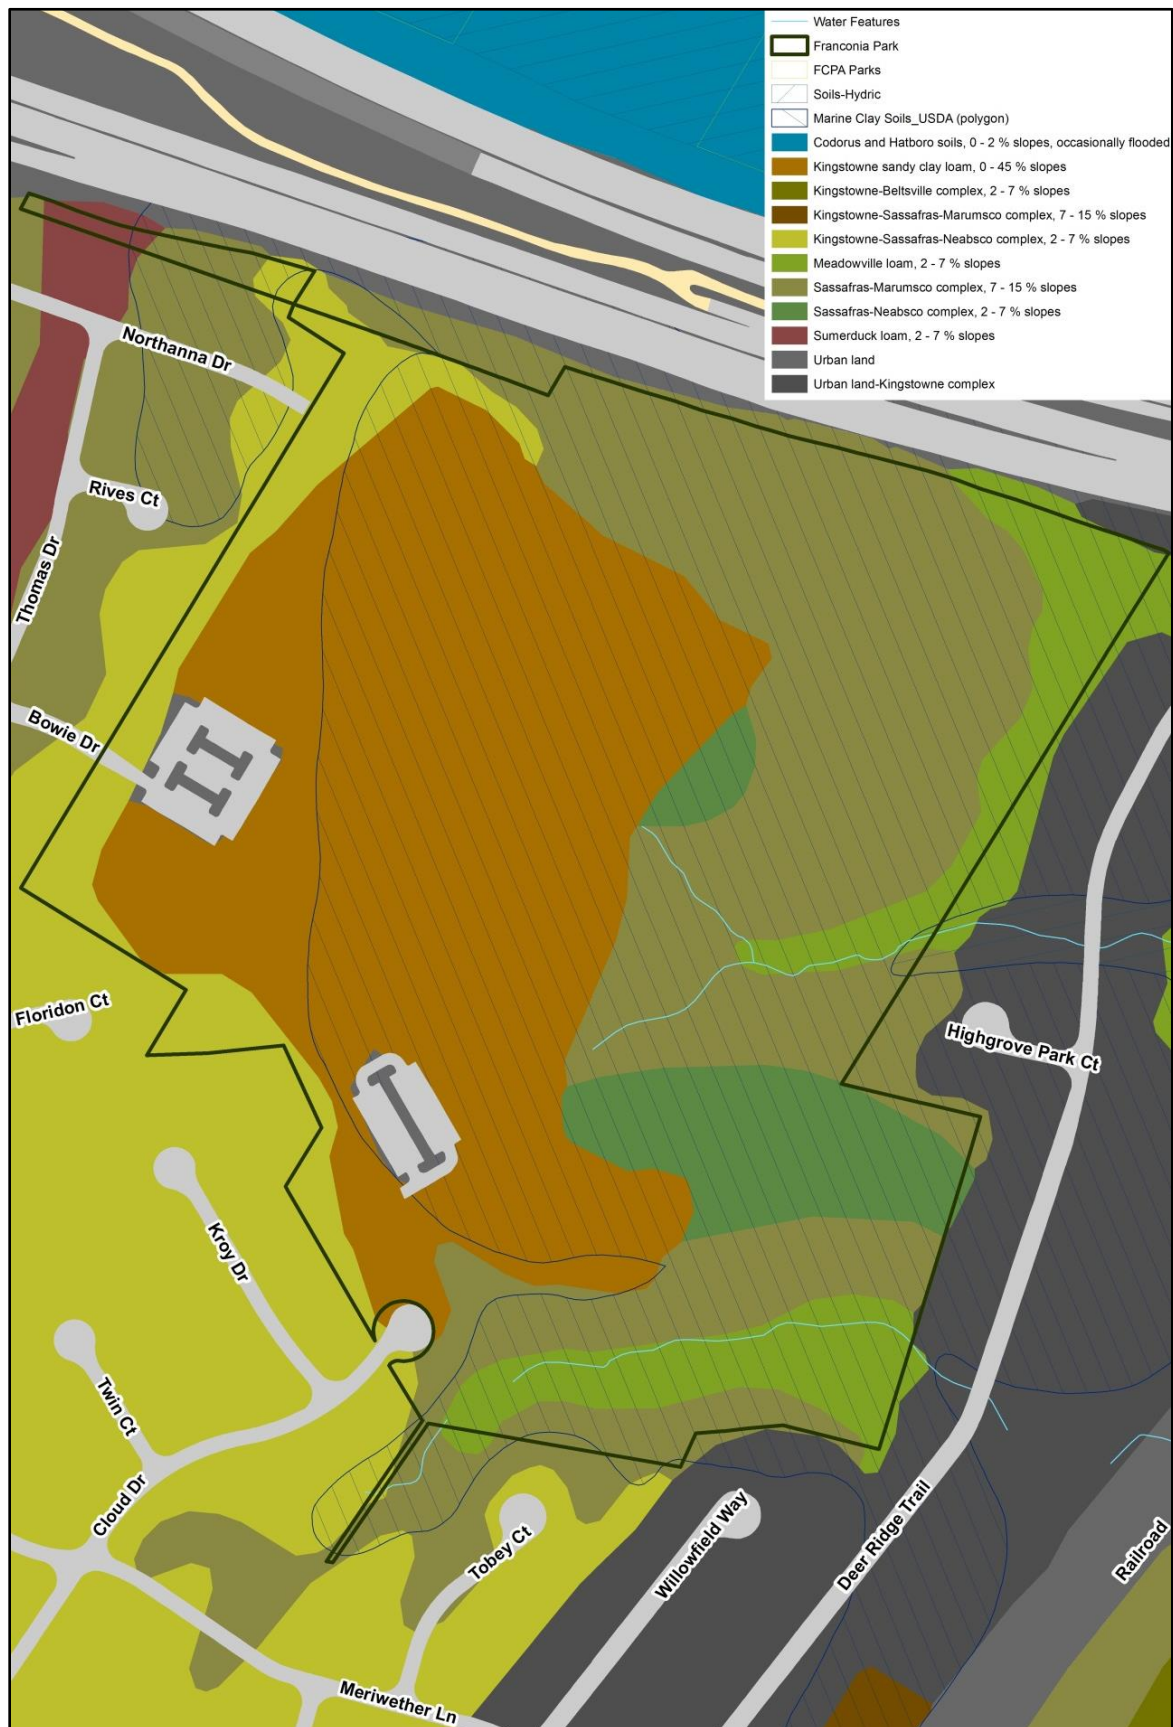 Water Features
Franconia Park
FCPA Parks
Soils-Hydric
Marine Clay Soils_USDA (polygon)
Codorus and Hatboro soils, 0 - 2 % slopes, occasionally flooded
Kingstowne sandy clay loam, 0 - 45 % slopes
Kingstowne-Beltsville complex, 2 - 7 % slopes
Kingstowne-Sassafras-Marumsco complex, 7 - 15 % slopes
Kingstowne-Sassafras-Neabsco complex, 2 - 7 % slopes
Meadowville loam, 2 - 7 % slopes
Sassafras-Marumsco complex, 7 - 15 % slopes
Sassafras-Neabsco complex, 2 - 7 % slopes
Sumerduck loam, 2 - 7 % slopes
Urban land
Urban land-Kingstowne complex
Northanna Dr
Rives Ct
Thomas Dr
Bowie Dr
Floridon Ct
Highgrove Park Ct
Kroy Dr
Twin Ct
Cloud Dr
Tobey Ct
Willowfield Way
Deer Ridge Trail
Railroad
Meriwether Ln